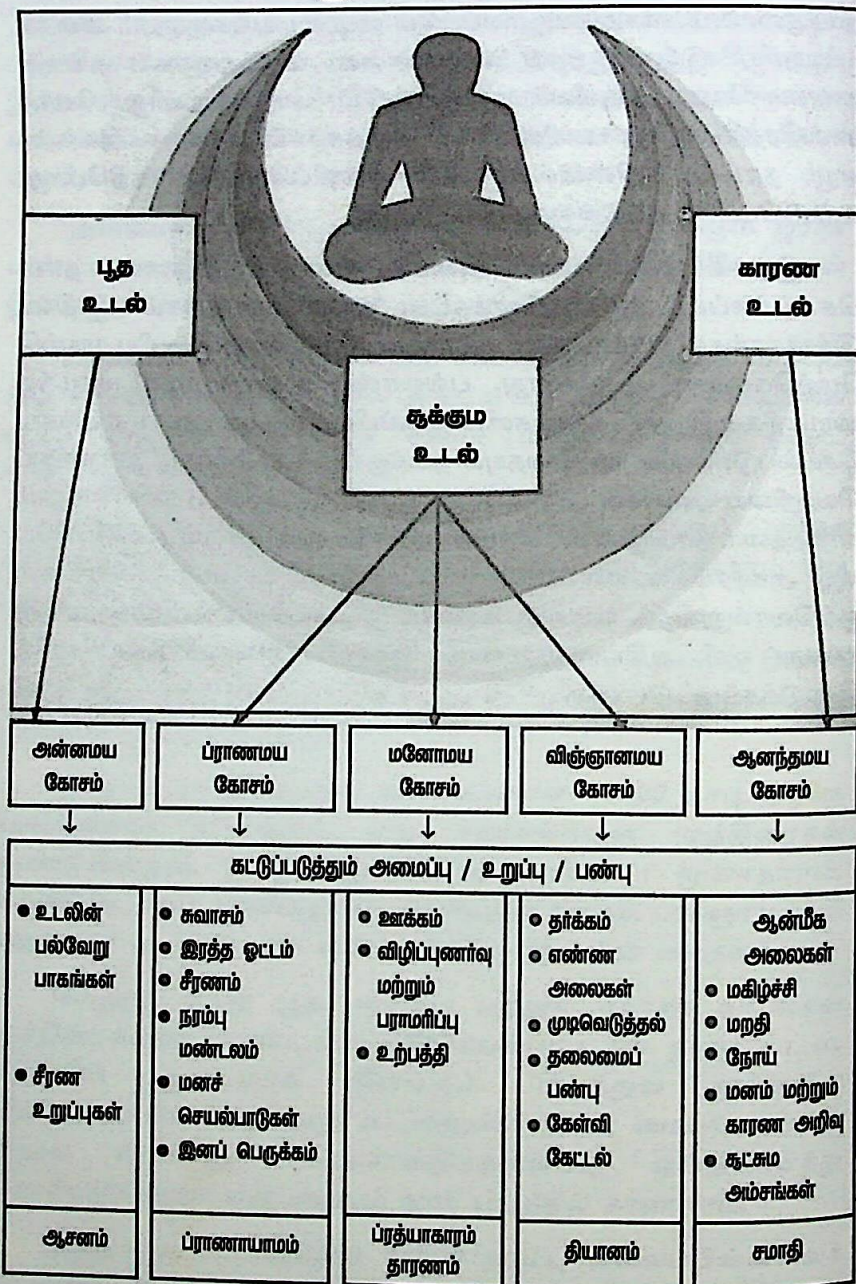 பூத
உடல்
காரண
உடல்
சூக்கும
உடல்
அன்னமய
கோசம்
ப்ராணமய
கோசம்
மனோமய
கோசம்
விஞ்ஞானமய
கோசம்
ஆனந்தமய
கோசம்
கட்டுப்படுத்தும் அமைப்பு / உறுப்பு / பண்பு
உடலின்
பல்வேறு
பாகங்கள்
சீரண
உறுப்புகள்
சுவாசம்
இரத்த ஓட்டம்
சீரணம்
நரம்பு
மண்டலம்
மனச்
செயல்பாடுகள்
இனப் பெருக்கம்
ஊக்கம்
விழிப்புணர்வு
மற்றும்
பராமரிப்பு
உற்பத்தி
தர்க்கம்
எண்ண
அலைகள்
முடிவெடுத்தல்
தலைமைப்
பண்பு
கேள்வி
கேட்டல்
ஆன்மீக
அலைகள்
மகிழ்ச்சி
மறதி
நோய்
மனம் மற்றும்
காரண அறிவு
சூட்சும
அம்சங்கள்
ஆசனம்
ப்ராணாயாமம்
ப்ரத்யாகாரம்
தாரணம்
தியானம்
சமாதி